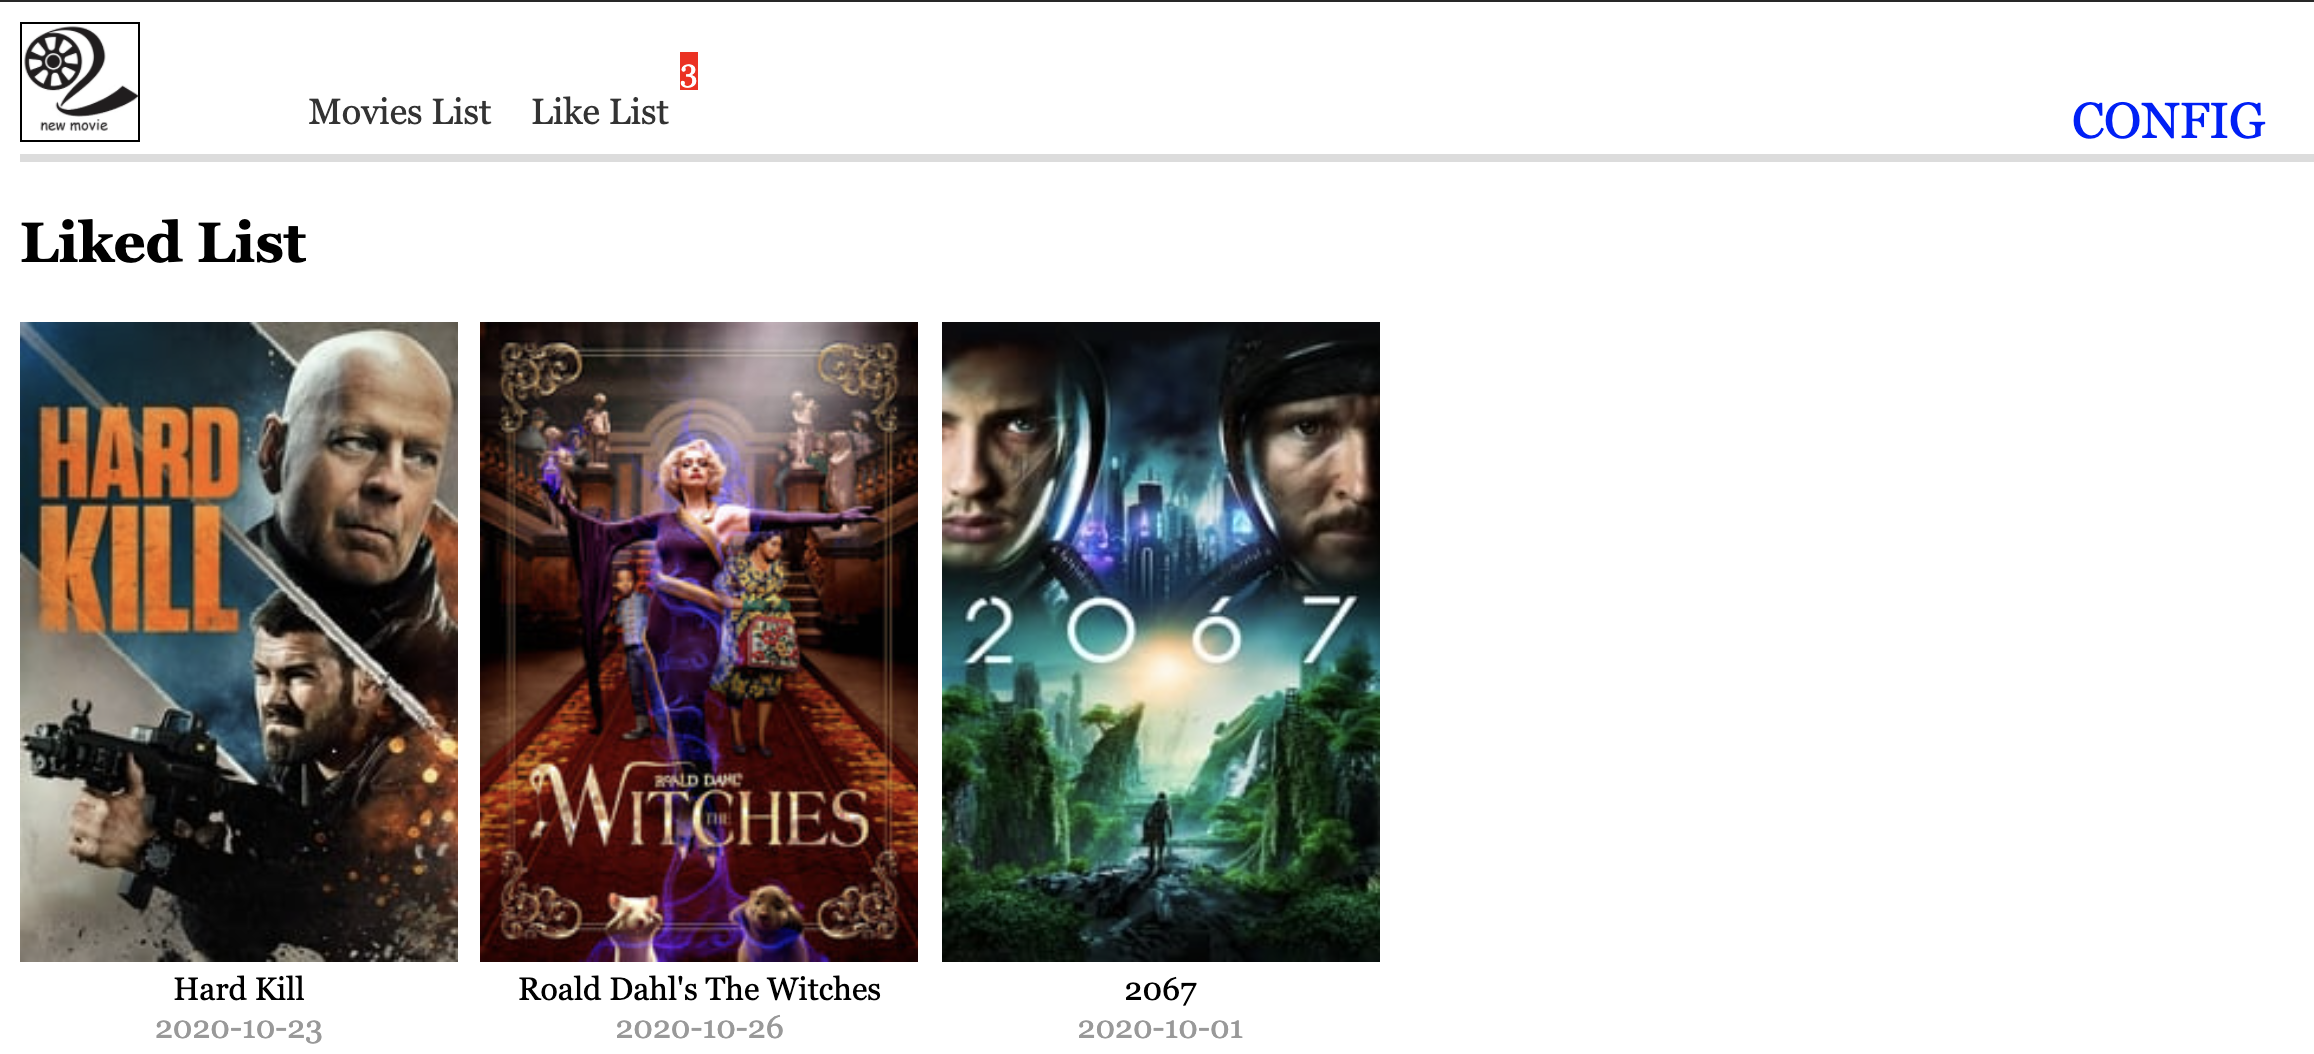 new movie
Movies List
Like List
3
CONFIG
Liked List
HARD
KILL
ROALD DAHL'S
THE
WITCHES
2067
Hard Kill
Roald Dahl's The Witches
2067
2020-10-23
2020-10-26
2020-10-01